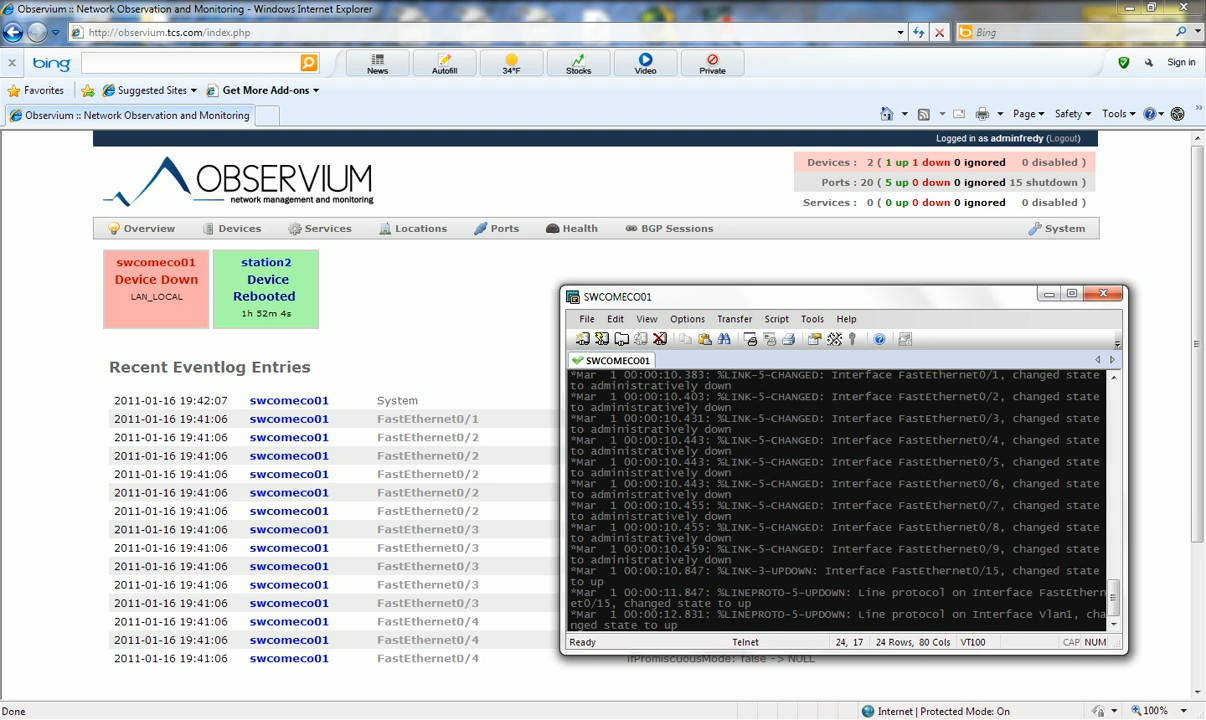 Observium :: Network Observation and Monitoring - Windows Internet Explorer
http://observium.tcs.com/index.php
Bing
bing
News
Autofill
34°F
Stocks
Video
Private
Sign in
Favorites
Suggested Sites
Get More Add-ons
Observium :: Network Observation and Monitoring
Page
Safety
Tools
Logged in as adminfredy (Logout)
OBSERVIUM
network management and monitoring
Devices : 2 ( 1 up 1 down 0 ignored 0 disabled )
Ports : 20 ( 5 up 0 down 0 ignored 15 shutdown )
Services : 0 ( 0 up 0 down 0 ignored 0 disabled )
Overview
Devices
Services
Locations
Ports
Health
BGP Sessions
System
swcomeco01
Device Down
LAN_LOCAL
station2
Device
Rebooted
1h 52m 4s
Recent Eventlog Entries
2011-01-16 19:42:07 swcomeco01 System
2011-01-16 19:41:06 swcomeco01 FastEthernet0/1
2011-01-16 19:41:06 swcomeco01 FastEthernet0/2
2011-01-16 19:41:06 swcomeco01 FastEthernet0/2
2011-01-16 19:41:06 swcomeco01 FastEthernet0/2
2011-01-16 19:41:06 swcomeco01 FastEthernet0/2
2011-01-16 19:41:06 swcomeco01 FastEthernet0/2
2011-01-16 19:41:06 swcomeco01 FastEthernet0/3
2011-01-16 19:41:06 swcomeco01 FastEthernet0/3
2011-01-16 19:41:06 swcomeco01 FastEthernet0/3
2011-01-16 19:41:06 swcomeco01 FastEthernet0/3
2011-01-16 19:41:06 swcomeco01 FastEthernet0/3
2011-01-16 19:41:06 swcomeco01 FastEthernet0/4
2011-01-16 19:41:06 swcomeco01 FastEthernet0/4
2011-01-16 19:41:06 swcomeco01 FastEthernet0/4 ifPromiscuousMode: false -> NULL
SWCOMECO01
File Edit View Options Transfer Script Tools Help
SWCOMECO01
*Mar 1 00:00:10.383: %LINK-5-CHANGED: Interface FastEthernet0/1, changed state
to administratively down
*Mar 1 00:00:10.403: %LINK-5-CHANGED: Interface FastEthernet0/2, changed state
to administratively down
*Mar 1 00:00:10.431: %LINK-5-CHANGED: Interface FastEthernet0/3, changed state
to administratively down
*Mar 1 00:00:10.443: %LINK-5-CHANGED: Interface FastEthernet0/4, changed state
to administratively down
*Mar 1 00:00:10.443: %LINK-5-CHANGED: Interface FastEthernet0/5, changed state
to administratively down
*Mar 1 00:00:10.443: %LINK-5-CHANGED: Interface FastEthernet0/6, changed state
to administratively down
*Mar 1 00:00:10.455: %LINK-5-CHANGED: Interface FastEthernet0/7, changed state
to administratively down
*Mar 1 00:00:10.455: %LINK-5-CHANGED: Interface FastEthernet0/8, changed state
to administratively down
*Mar 1 00:00:10.459: %LINK-5-CHANGED: Interface FastEthernet0/9, changed state
to administratively down
*Mar 1 00:00:10.847: %LINK-3-UPDOWN: Interface FastEthernet0/15, changed state
to up
*Mar 1 00:00:11.847: %LINEPROTO-5-UPDOWN: Line protocol on Interface FastEthern
et0/15, changed state to up
*Mar 1 00:00:12.831: %LINEPROTO-5-UPDOWN: Line protocol on Interface Vlan1, cha
nged state to up
Ready Telnet 24, 17 24 Rows, 80 Cols VT100 CAP NUM
Done
Internet | Protected Mode: On
100%